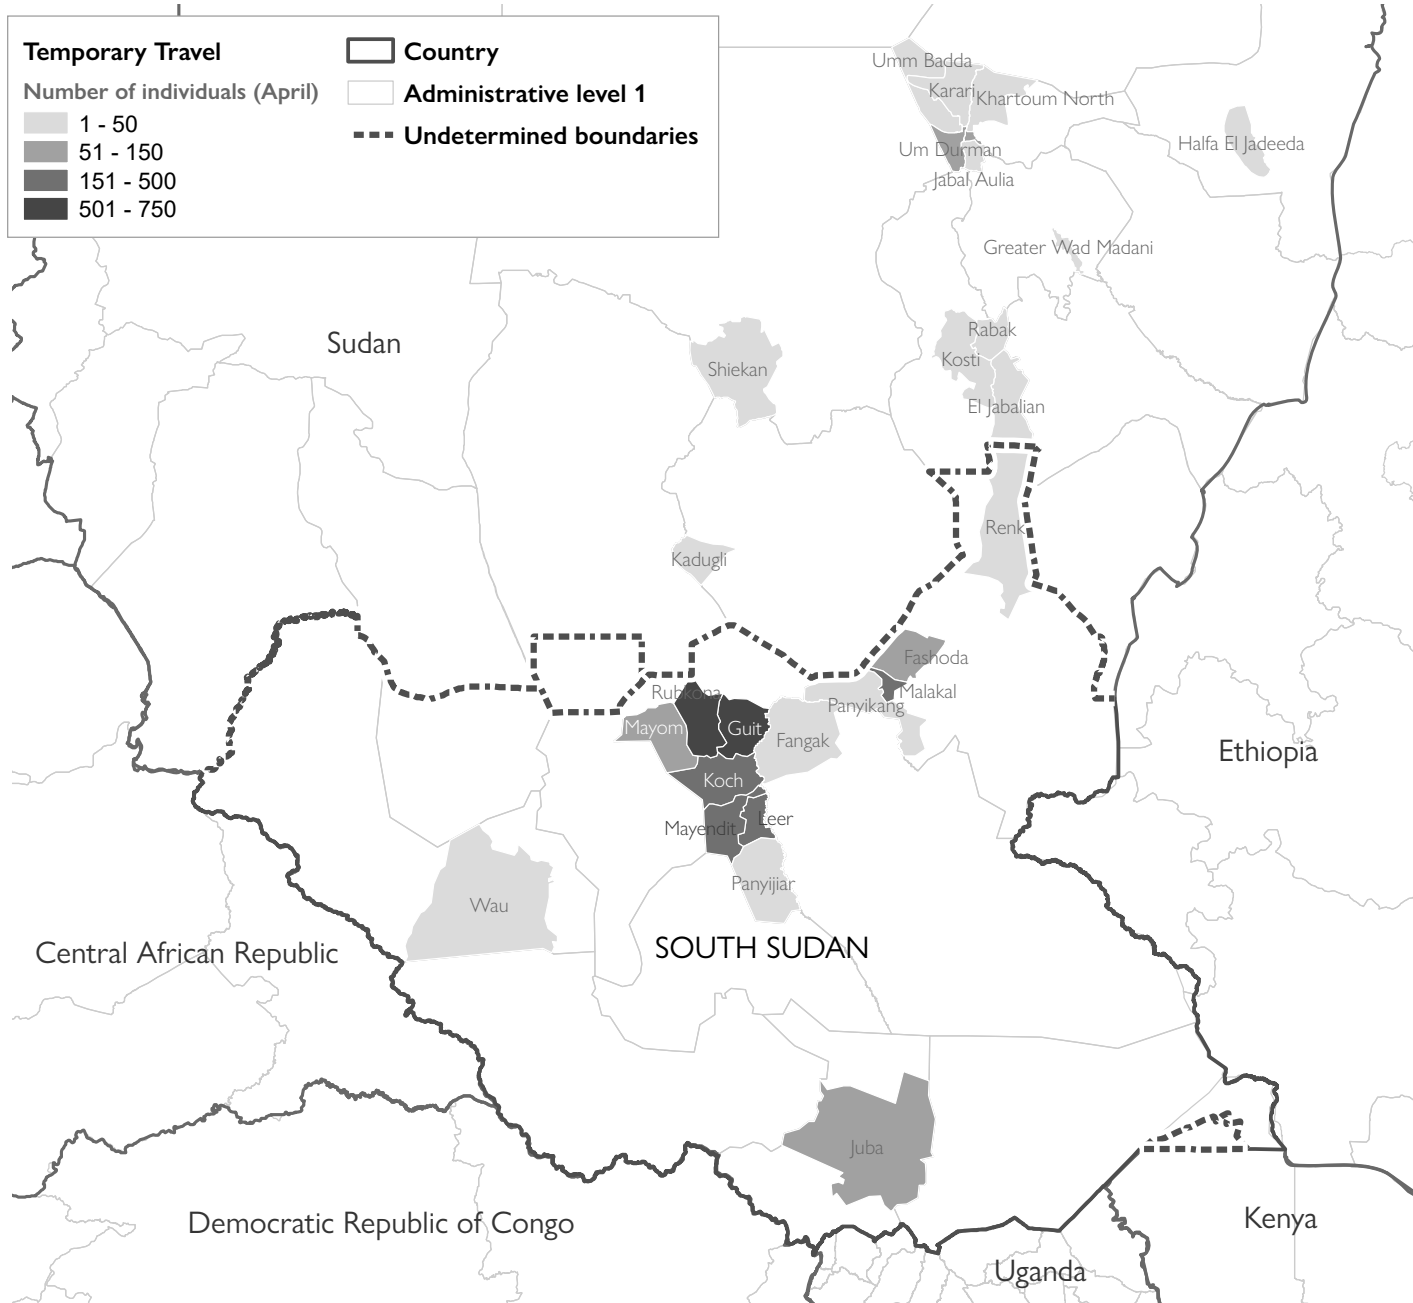 Temporary Travel
Number of individuals (April)
1 - 50
51 - 150
151 - 500
501 - 750
Country
Administrative level 1
Undetermined boundaries
Umm Badda
Karari
Khartoum North
Um Durman
Jabal Aulia
Halfa El Jadeeda
Greater Wad Madani
Sudan
Shiekan
Rabak
Kosti
El Jabalian
Renk
Kadugli
Fashoda
Malakal
Panyikang
Rubkona
Mayom
Guit
Fangak
Koch
Mayendit
Leer
Panyijiar
Ethiopia
Wau
SOUTH SUDAN
Central African Republic
Juba
Democratic Republic of Congo
Kenya
Uganda